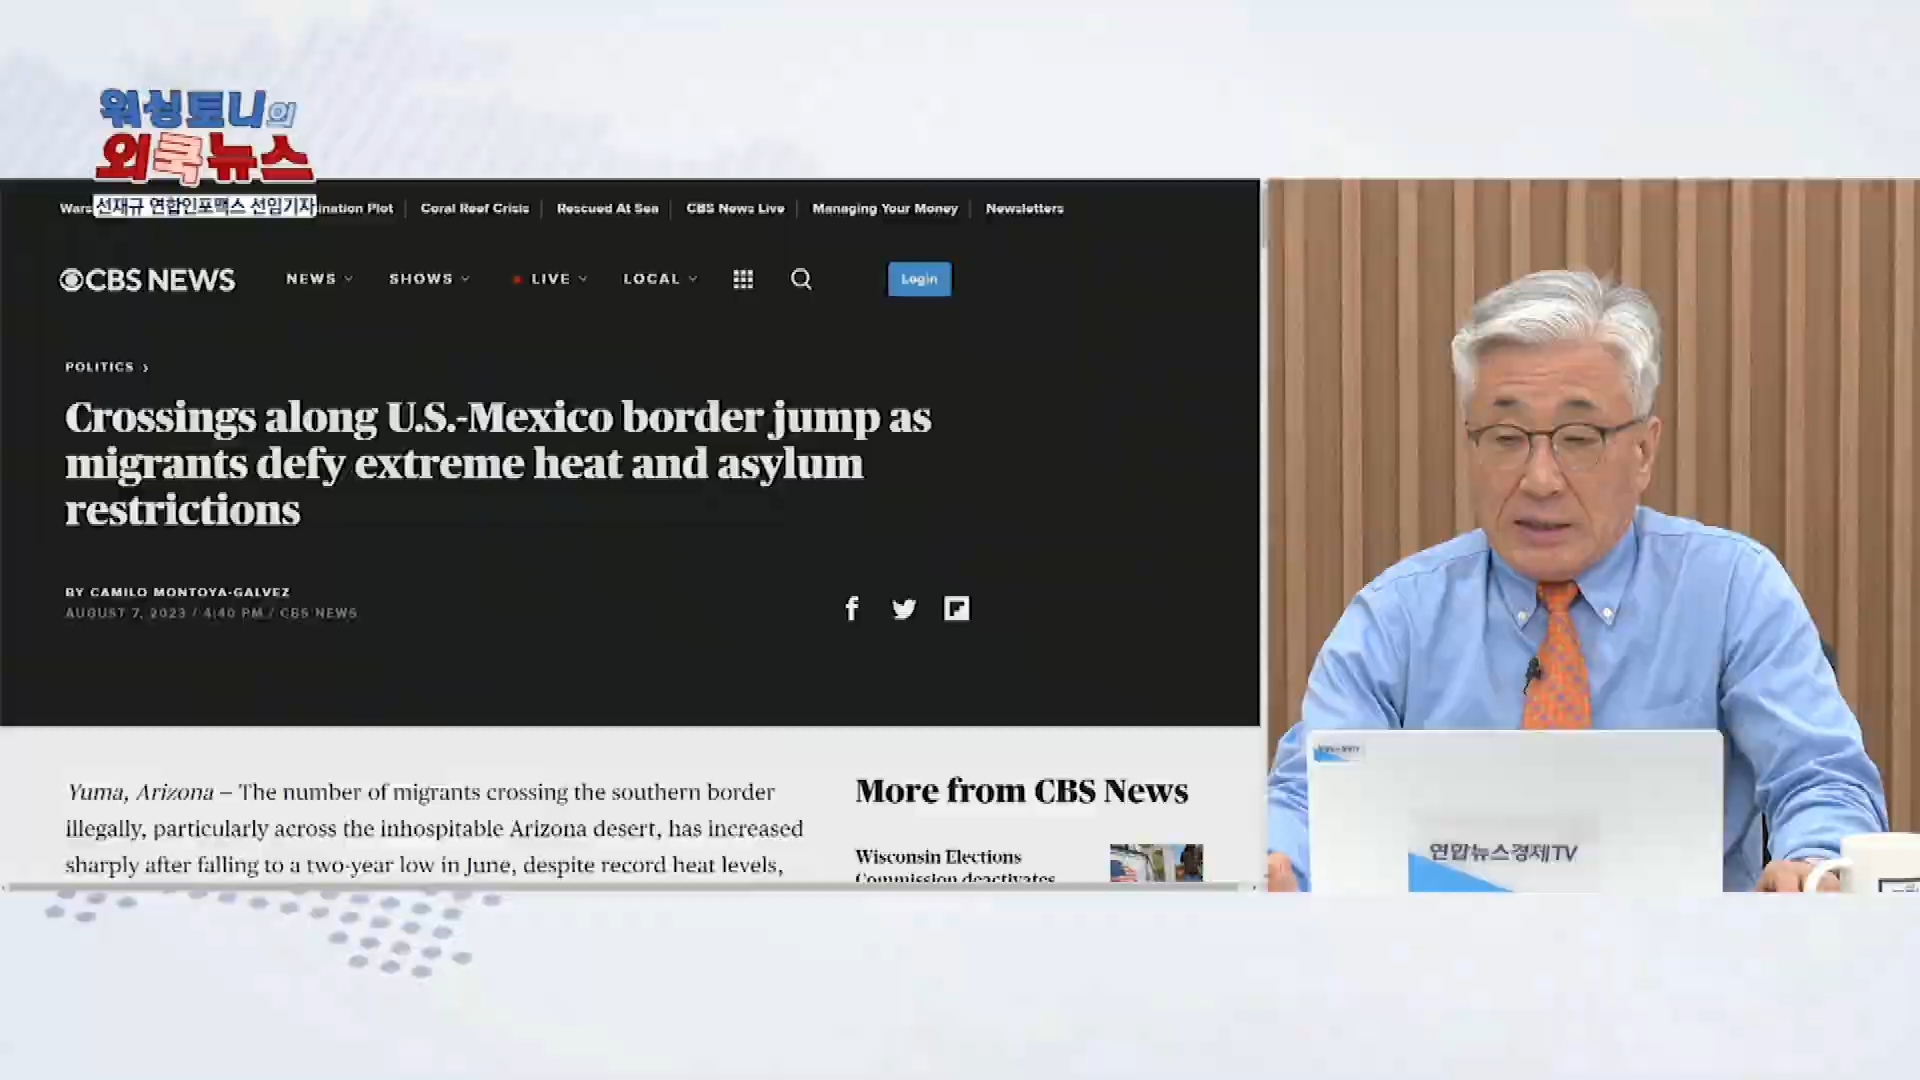 워싱토니의
외쿡뉴스
선재규 연합인포맥스 선임기자
Wars
ination Plot
Coral Reef Crisis
Rescued At Sea
CBS News Live
Managing Your Money
Newsletters
CBS NEWS
NEWS
SHOWS
LIVE
LOCAL
Login
POLITICS
Crossings along U.S.-Mexico border jump as
migrants defy extreme heat and asylum
restrictions
BY CAMILO MONTOYA-GALVEZ
AUGUST 7, 2023 / 4:40 PM / CBS NEWS
Yuma, Arizona – The number of migrants crossing the southern border
illegally, particularly across the inhospitable Arizona desert, has increased
sharply after falling to a two-year low in June, despite record heat levels,
More from CBS News
Wisconsin Elections
Commission deactivates
연합뉴스경제TV